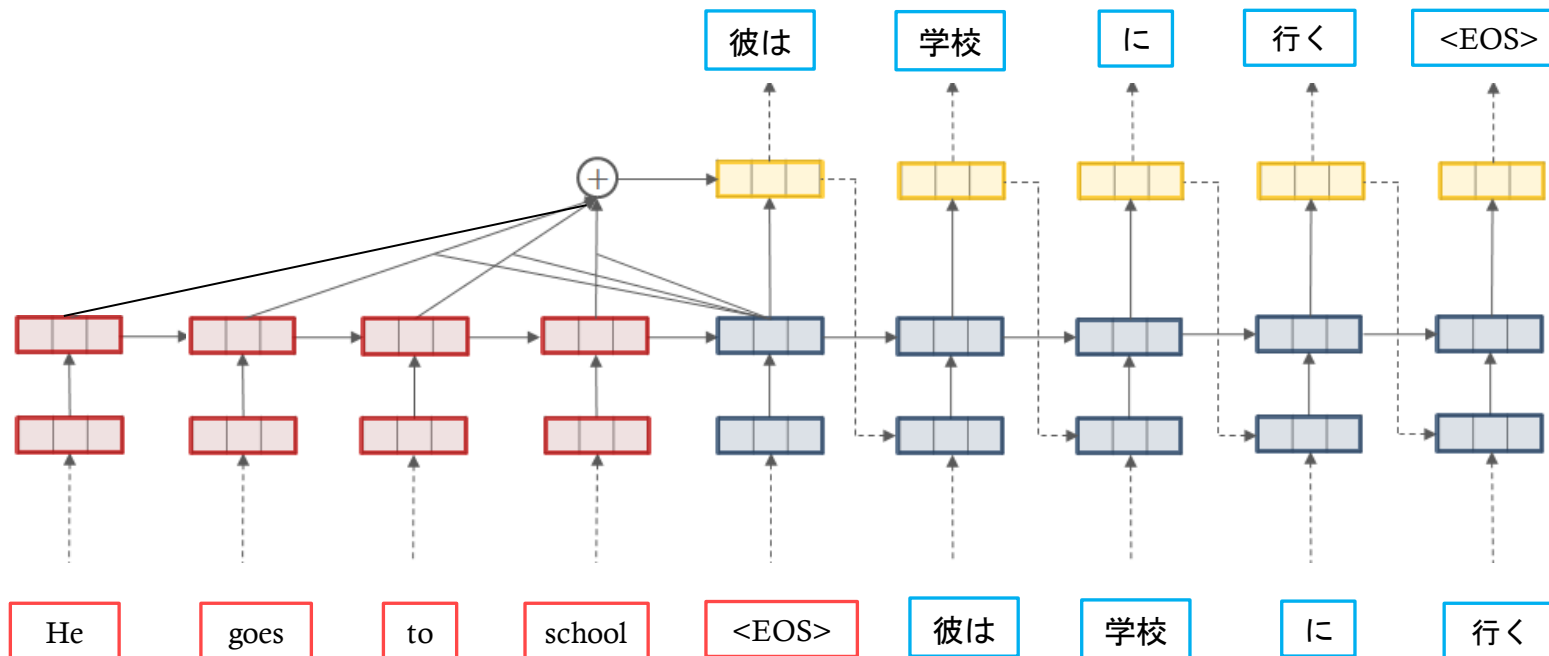 彼は 学校 に 行く <EOS>
+
He goes to school <EOS> 彼は 学校 に 行く